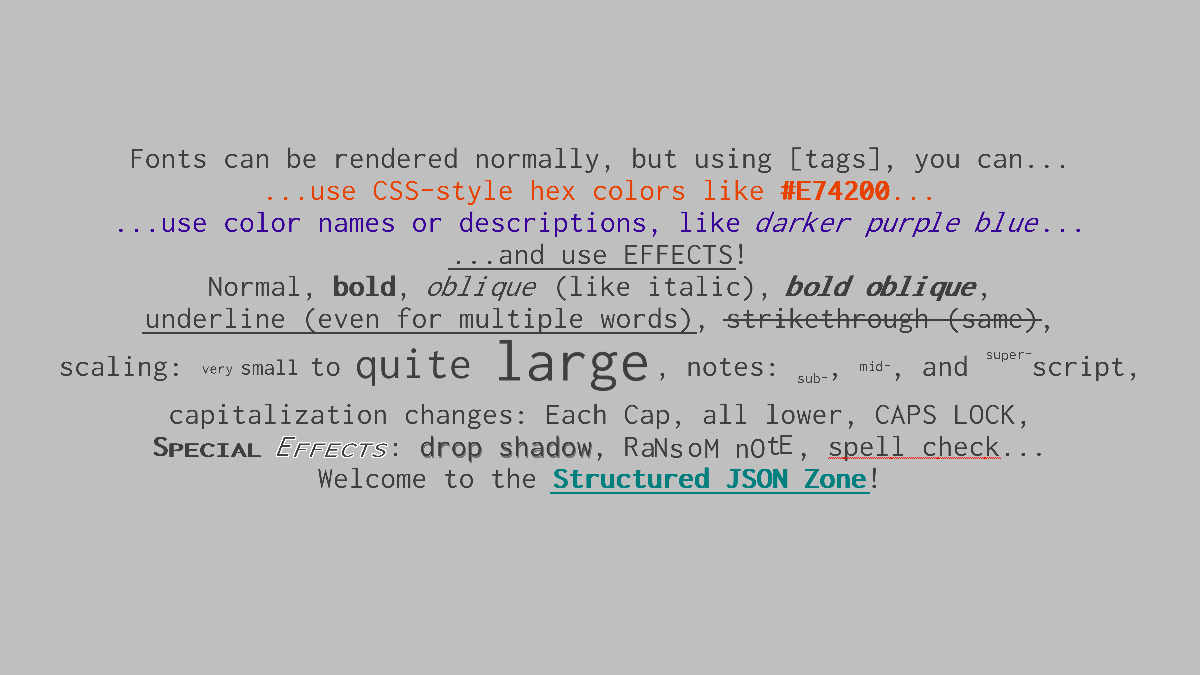 Fonts can be rendered normally, but using [tags], you can...
...use CSS-style hex colors like #E74200...
...use color names or descriptions, like darker purple blue...
...and use EFFECTS!
Normal, bold, oblique (like italic), bold oblique,
underline (even for multiple words), strikethrough (same),
scaling: very small to quite large, notes: sub-, mid-, and super-script,
capitalization changes: Each Cap, all lower, CAPS LOCK,
SPECIAL EFFECTS: drop shadow, RaNsoM nOtE, spell check...
Welcome to the Structured JSON Zone!